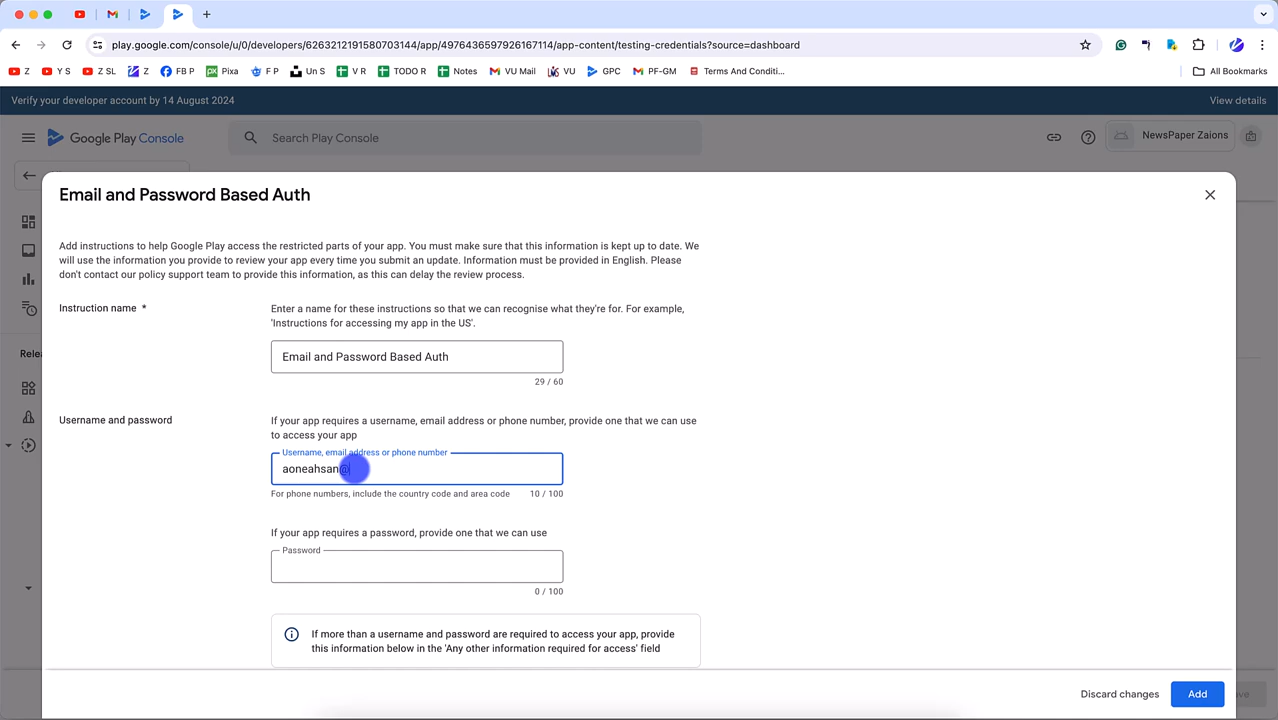 play.google.com/console/u/0/developers/6263212191580703144/app/4976436597926167114/app-content/testing-credentials?source=dashboard
Z
Y S
Z SL
Z
FB P
Pixa
F P
Un S
V R
TODO R
Notes
VU Mail
VU
GPC
PF-GM
Terms And Conditi...
All Bookmarks
Verify your developer account by 14 August 2024
View details
Google Play Console
Search Play Console
NewsPaper Zaions
Email and Password Based Auth
Add instructions to help Google Play access the restricted parts of your app. You must make sure that this information is kept up to date. We
will use the information you provide to review your app every time you submit an update. Information must be provided in English. Please
don't contact our policy support team to provide this information, as this can delay the review process.
Instruction name *
Enter a name for these instructions so that we can recognise what they're for. For example,
'Instructions for accessing my app in the US'.
Relea
Email and Password Based Auth
29 / 60
Username and password
If your app requires a username, email address or phone number, provide one that we can use
to access your app
Username, email address or phone number
aoneahsan@
For phone numbers, include the country code and area code
10 / 100
If your app requires a password, provide one that we can use
Password
0 / 100
If more than a username and password are required to access your app, provide
this information below in the 'Any other information required for access' field
Discard changes
Add
ve